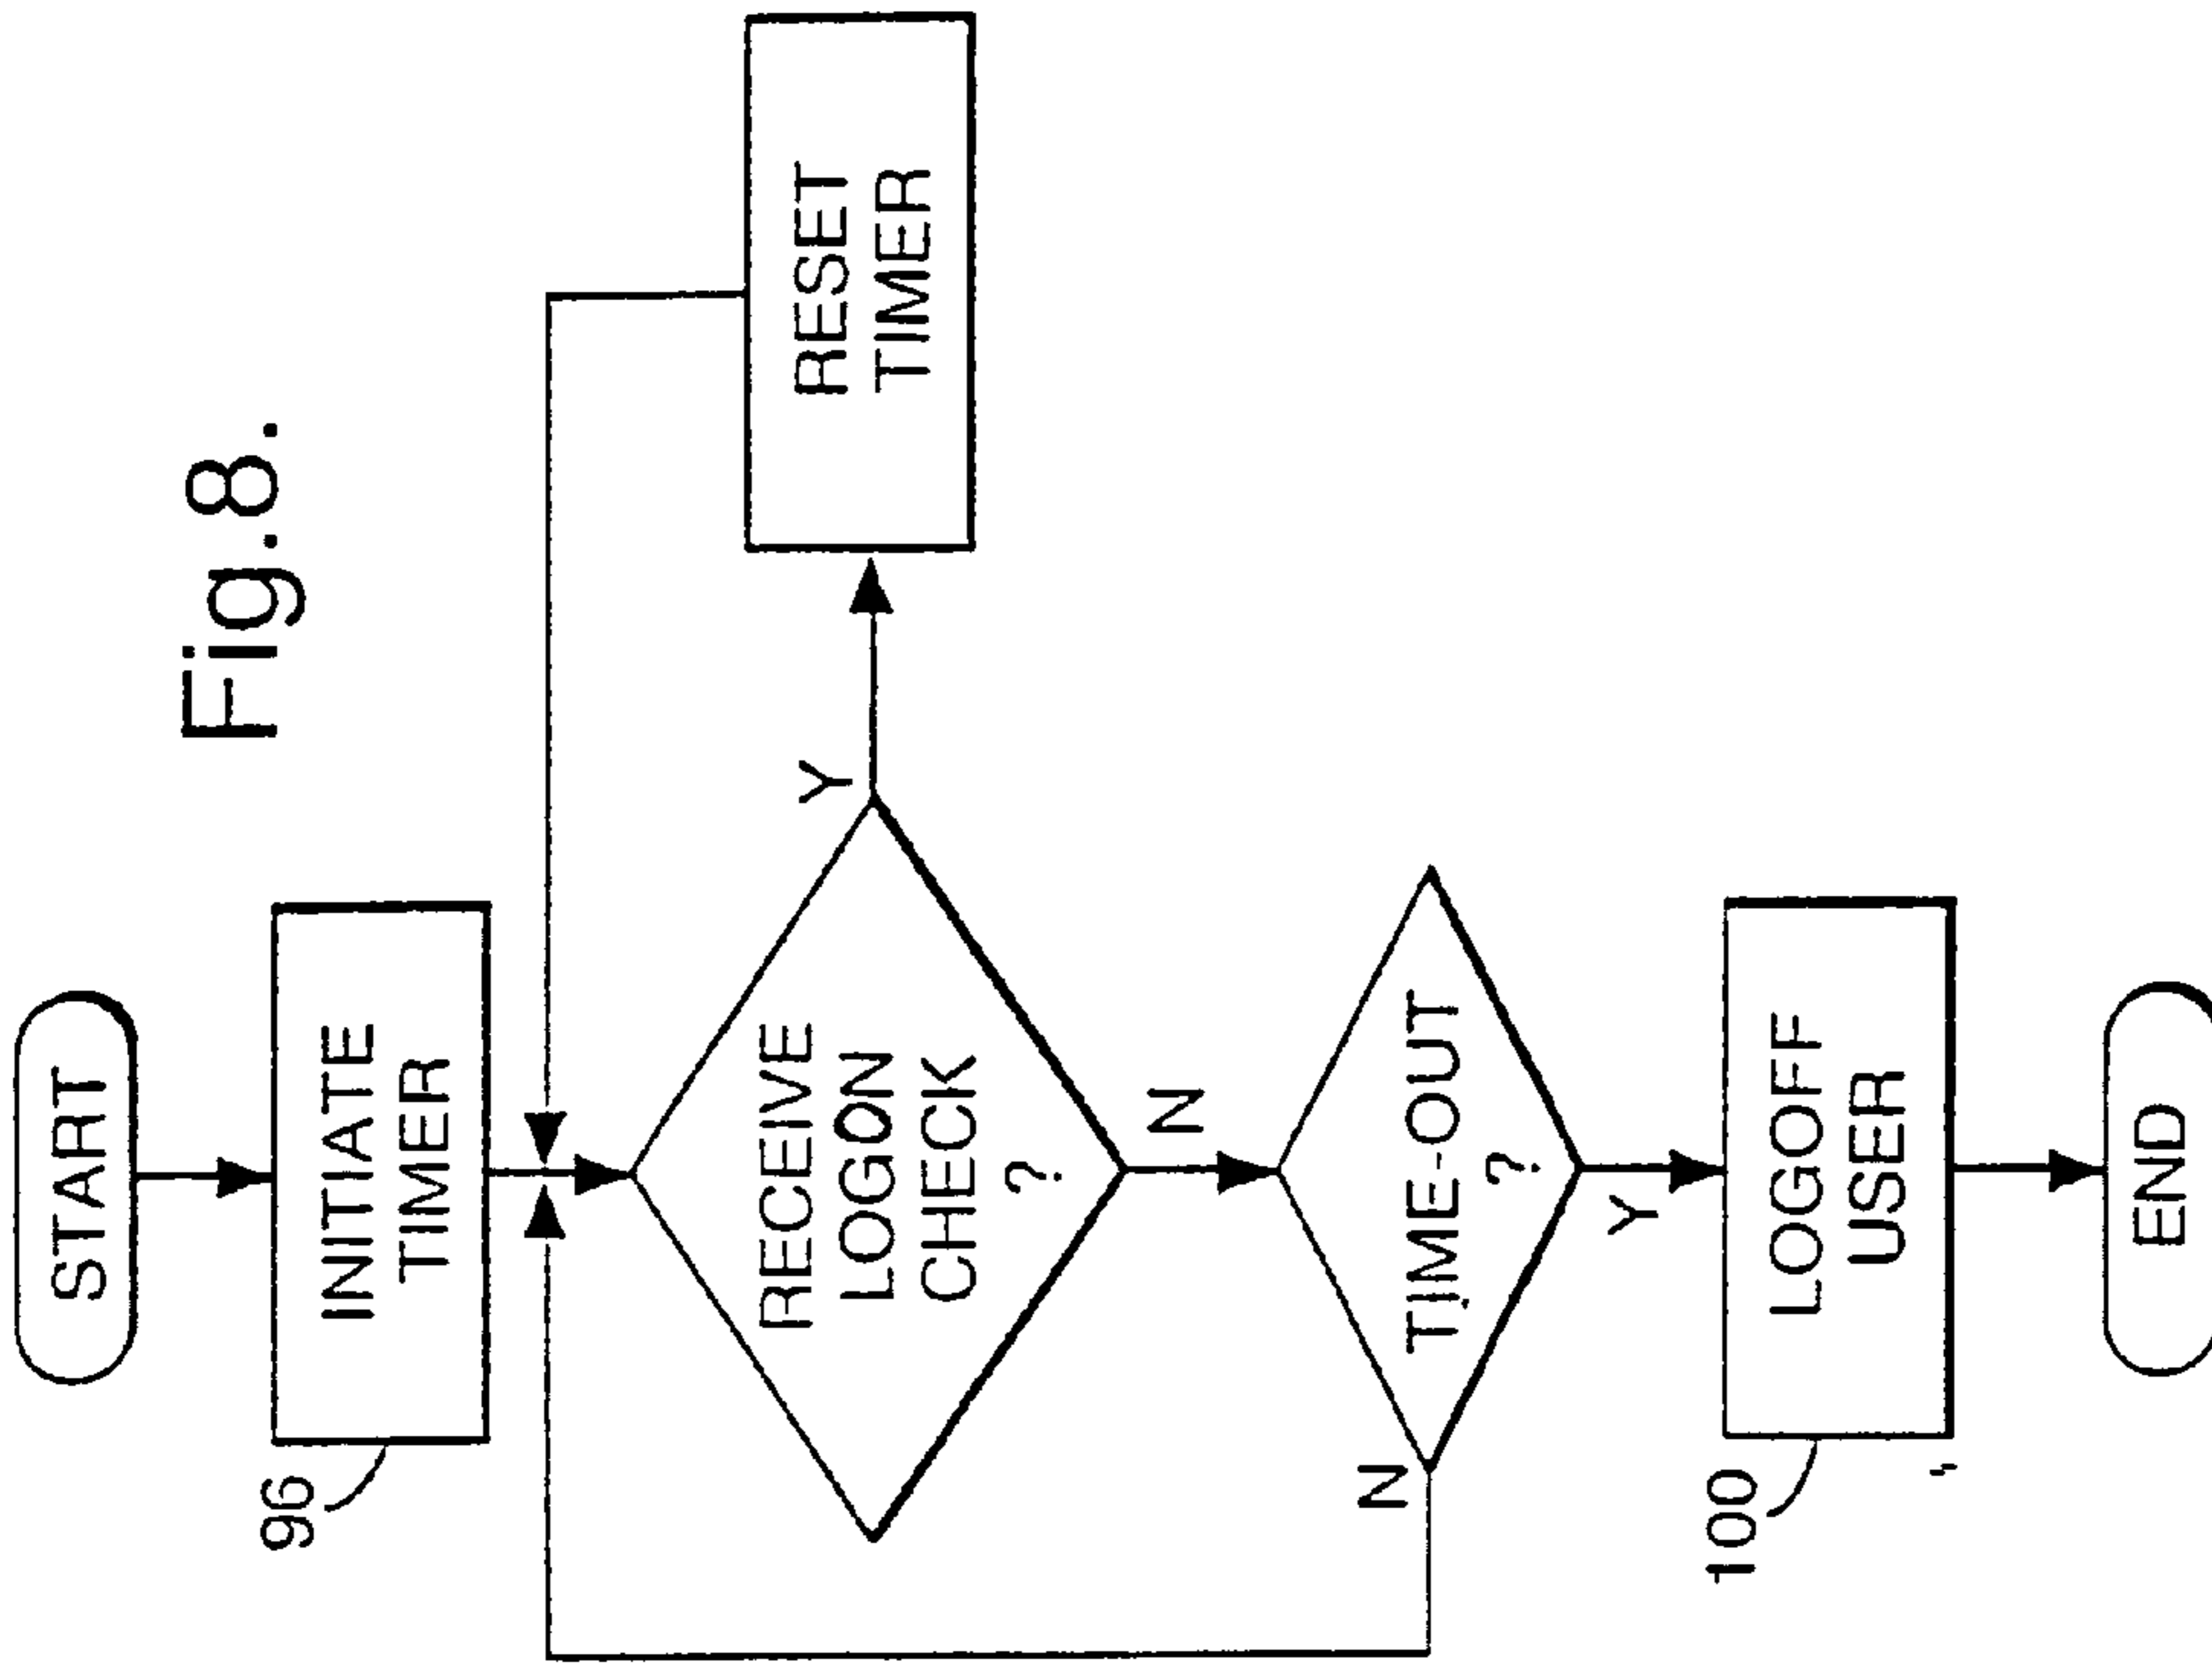 Fig.8.
START
96
INITIATE
TIMER
RECEIVE
LOGON
CHECK
?
Y
RESET
TIMER
N
TIME-OUT
?
N
Y
100
LOGOFF
USER
END